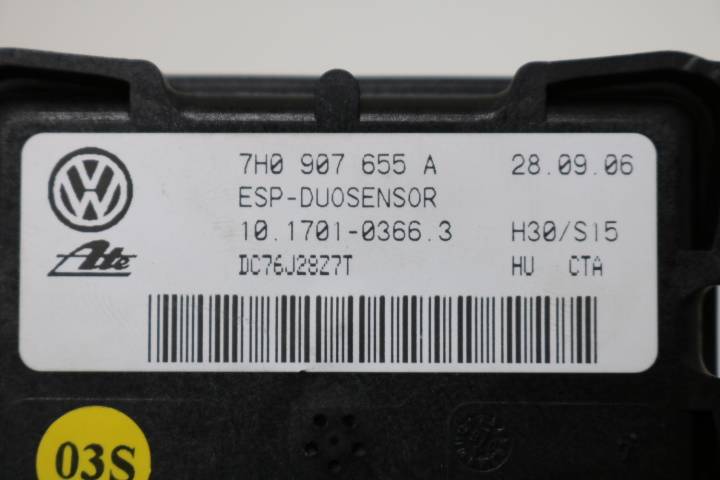 7H0 907 655 A 28.09.06
ESP-DUOSENSOR
10.1701-0366.3 H30/S15
Ate DC76J28Z7T HU CTA
03S